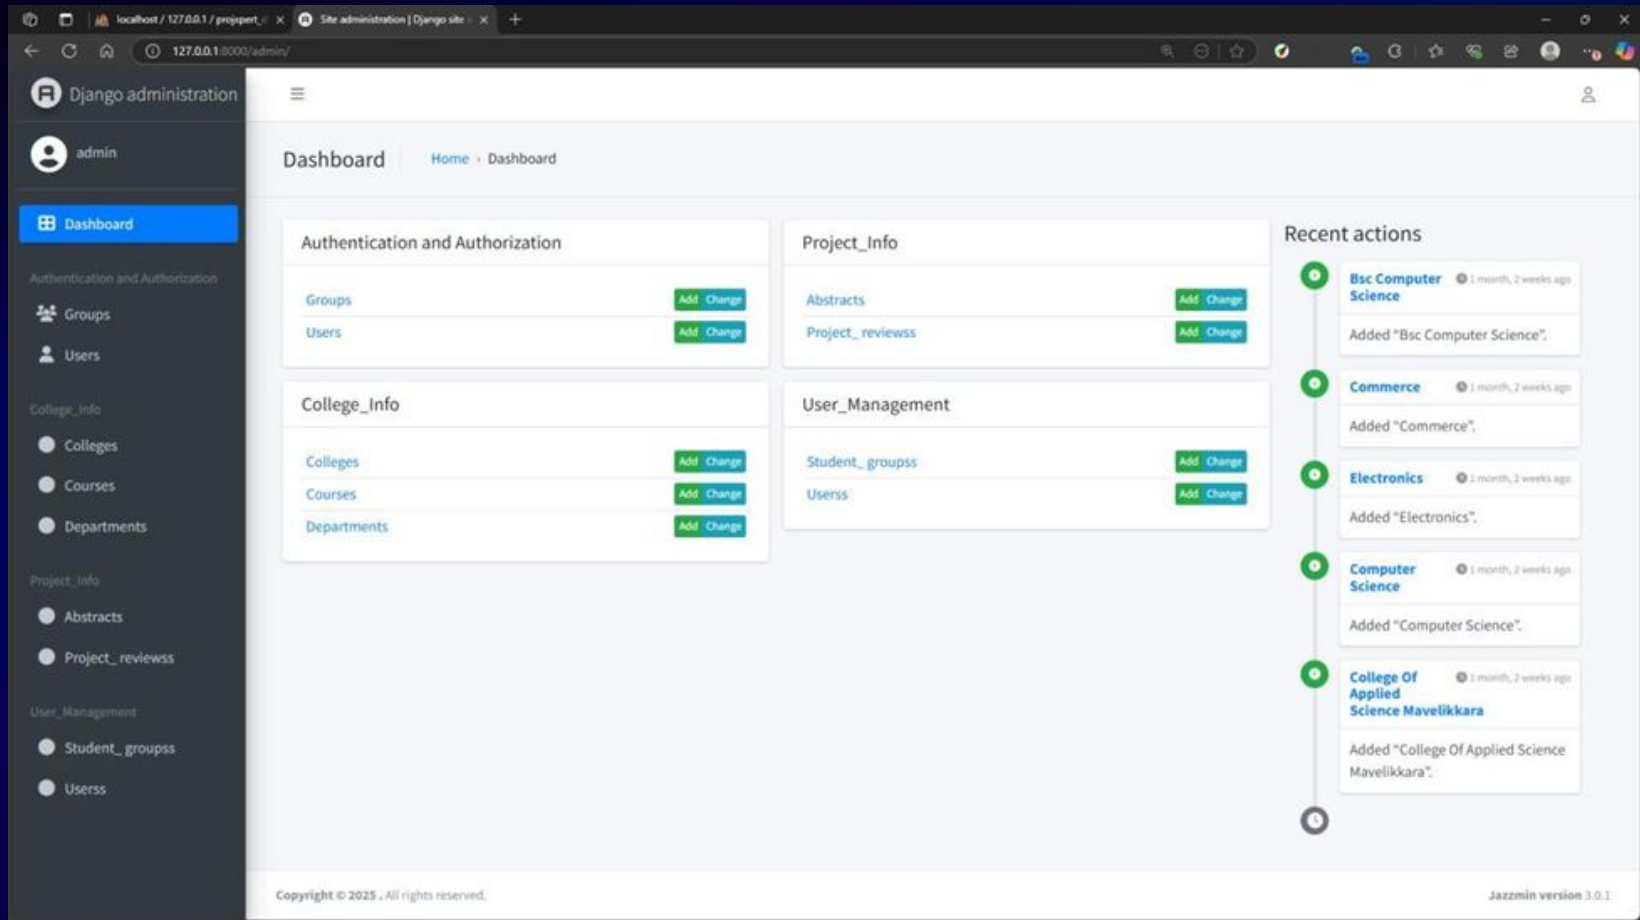 localhost / 127.0.0.1 / projxpert_
Site administration | Django site
127.0.0.1:8000/admin/
Django administration
admin
Dashboard
Authentication and Authorization
Groups
Users
College_Info
Colleges
Courses
Departments
Project_Info
Abstracts
Project_ reviewss
User_Management
Student_ groupss
Userss
Dashboard
Home › Dashboard
Authentication and Authorization
Groups Add Change
Users Add Change
College_Info
Colleges Add Change
Courses Add Change
Departments Add Change
Project_Info
Abstracts Add Change
Project_ reviewss Add Change
User_Management
Student_ groupss Add Change
Userss Add Change
Recent actions
Bsc Computer 1 month, 2 weeks ago
Science
Added “Bsc Computer Science”.
Commerce 1 month, 2 weeks ago
Added “Commerce”.
Electronics 1 month, 2 weeks ago
Added “Electronics”.
Computer 1 month, 2 weeks ago
Science
Added “Computer Science”.
College Of 1 month, 2 weeks ago
Applied
Science Mavelikkara
Added “College Of Applied Science
Mavelikkara”.
Copyright © 2025 . All rights reserved.
Jazzmin version 3.0.1